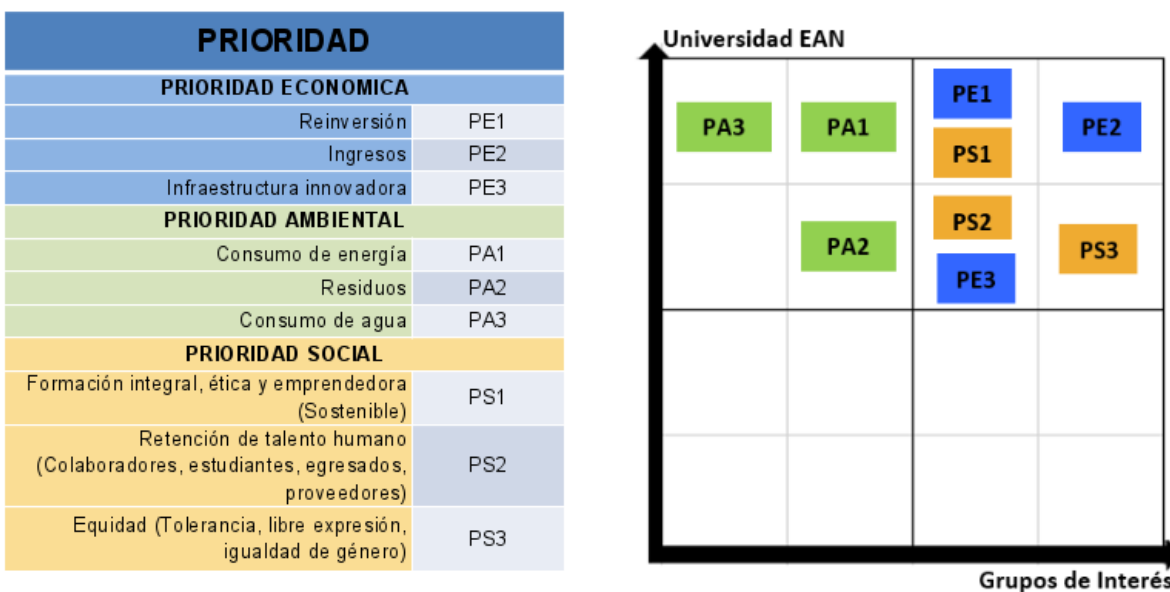 PRIORIDAD
PRIORIDAD ECONOMICA
Reinversión PE1
Ingresos PE2
Infraestructura innovadora PE3
PRIORIDAD AMBIENTAL
Consumo de energía PA1
Residuos PA2
Consumo de agua PA3
PRIORIDAD SOCIAL
Formación integral, ética y emprendedora
(Sostenible)
PS1
Retención de talento humano
(Colaboradores, estudiantes, egresados,
proveedores)
PS2
Equidad (Tolerancia, libre expresión,
igualdad de género)
PS3
Universidad EAN
PE1
PA3 PA1 PE2
PS1
PS2
PA2 PS3
PE3
Grupos de Interés